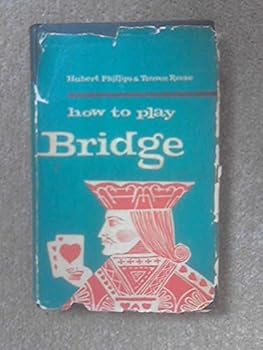 Hubert Phillips & Terence Reese
how to play
Bridge